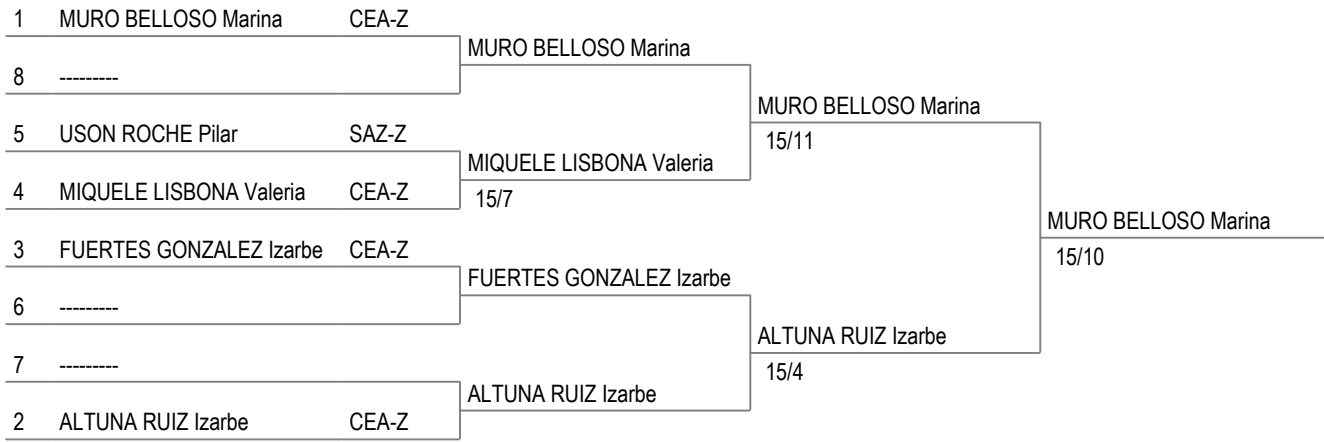 1 MURO BELLOSO Marina CEA-Z
MURO BELLOSO Marina
8 ---------
MURO BELLOSO Marina
5 USON ROCHE Pilar SAZ-Z
15/11
MIQUELE LISBONA Valeria
4 MIQUELE LISBONA Valeria CEA-Z
15/7
MURO BELLOSO Marina
3 FUERTES GONZALEZ Izarbe CEA-Z
15/10
FUERTES GONZALEZ Izarbe
6 ---------
ALTUNA RUIZ Izarbe
7 ---------
15/4
ALTUNA RUIZ Izarbe
2 ALTUNA RUIZ Izarbe CEA-Z